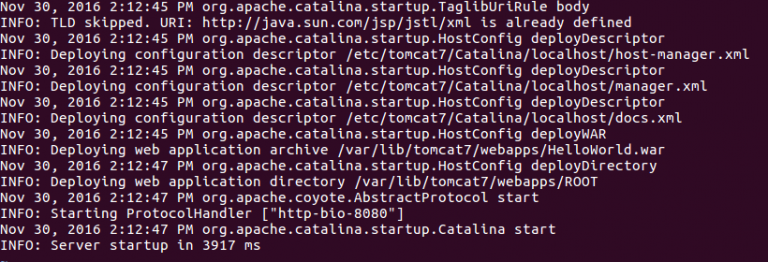 Nov 30, 2016 2:12:45 PM org.apache.catalina.startup.TaglibUriRule body
INFO: TLD skipped. URI: http://java.sun.com/jsp/jstl/xml is already defined
Nov 30, 2016 2:12:45 PM org.apache.catalina.startup.HostConfig deployDescriptor
INFO: Deploying configuration descriptor /etc/tomcat7/Catalina/localhost/host-manager.xml
Nov 30, 2016 2:12:45 PM org.apache.catalina.startup.HostConfig deployDescriptor
INFO: Deploying configuration descriptor /etc/tomcat7/Catalina/localhost/manager.xml
Nov 30, 2016 2:12:45 PM org.apache.catalina.startup.HostConfig deployDescriptor
INFO: Deploying configuration descriptor /etc/tomcat7/Catalina/localhost/docs.xml
Nov 30, 2016 2:12:45 PM org.apache.catalina.startup.HostConfig deployWAR
INFO: Deploying web application archive /var/lib/tomcat7/webapps/HelloWorld.war
Nov 30, 2016 2:12:47 PM org.apache.catalina.startup.HostConfig deployDirectory
INFO: Deploying web application directory /var/lib/tomcat7/webapps/ROOT
Nov 30, 2016 2:12:47 PM org.apache.coyote.AbstractProtocol start
INFO: Starting ProtocolHandler ["http-bio-8080"]
Nov 30, 2016 2:12:47 PM org.apache.catalina.startup.Catalina start
INFO: Server startup in 3917 ms